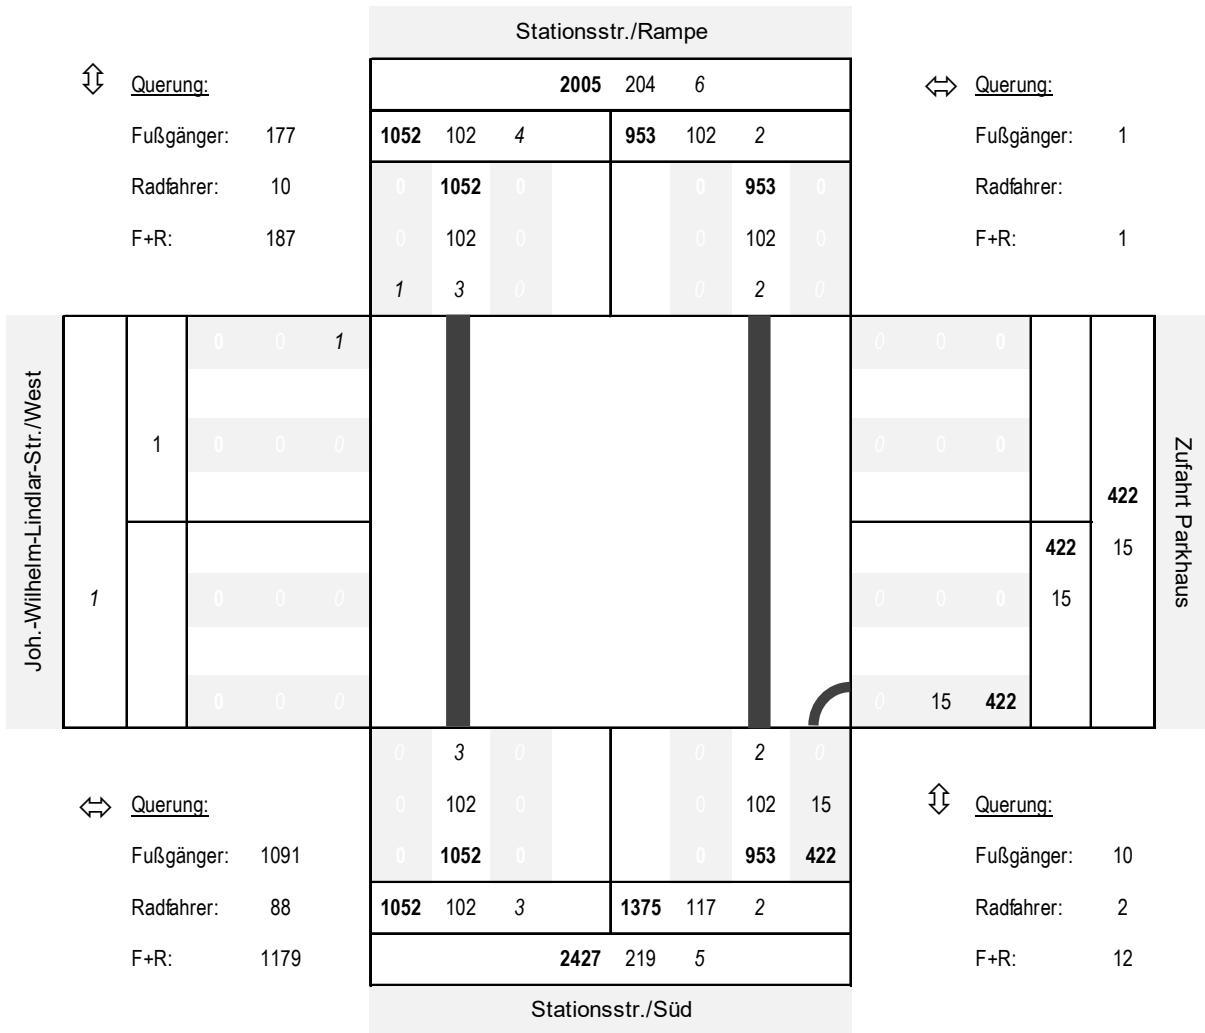 Stationsstr./Rampe
Querung:
2005 204 6
Querung:
Fußgänger: 177
1052 102 4
953 102 2
Fußgänger: 1
Radfahrer: 10
0 1052 0
0 953 0
Radfahrer:
F+R: 187
0 102 0
0 102 0
F+R: 1
1 3 0
0 2 0
0 0 1
0 0 0
Joh.-Wilhelm-Lindlar-Str./West
1
0 0 0
0 0 0
Zufahrt Parkhaus
422
422 15
1
0 0 0
0 0 0
15
0 0 0
0 15 422
0 3 0
0 2 0
Querung:
0 102 0
0 102 15
Querung:
Fußgänger: 1091
0 1052 0
0 953 422
Fußgänger: 10
Radfahrer: 88
1052 102 3
1375 117 2
Radfahrer: 2
F+R: 1179
2427 219 5
F+R: 12
Stationsstr./Süd